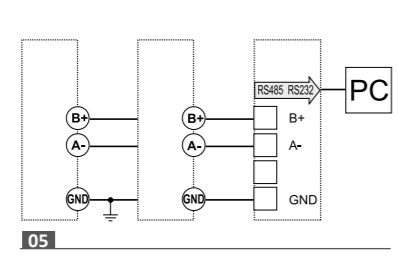 RS485 RS232 PC
B+ B+ B+
A- A- A-
GND GND GND
05